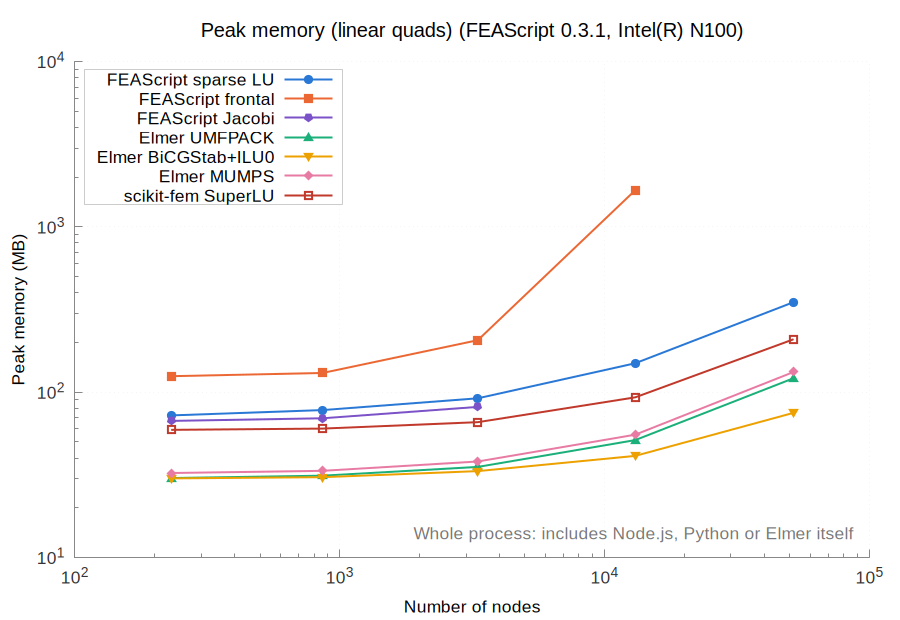 Peak memory (linear quads) (FEAScript 0.3.1, Intel(R) N100)
10^4
10^3
10^2
10^1
Peak memory (MB)
FEAScript sparse LU
FEAScript frontal
FEAScript Jacobi
Elmer UMFPACK
Elmer BiCGStab+ILU0
Elmer MUMPS
scikit-fem SuperLU
Whole process: includes Node.js, Python or Elmer itself
10^2 10^3 10^4 10^5
Number of nodes